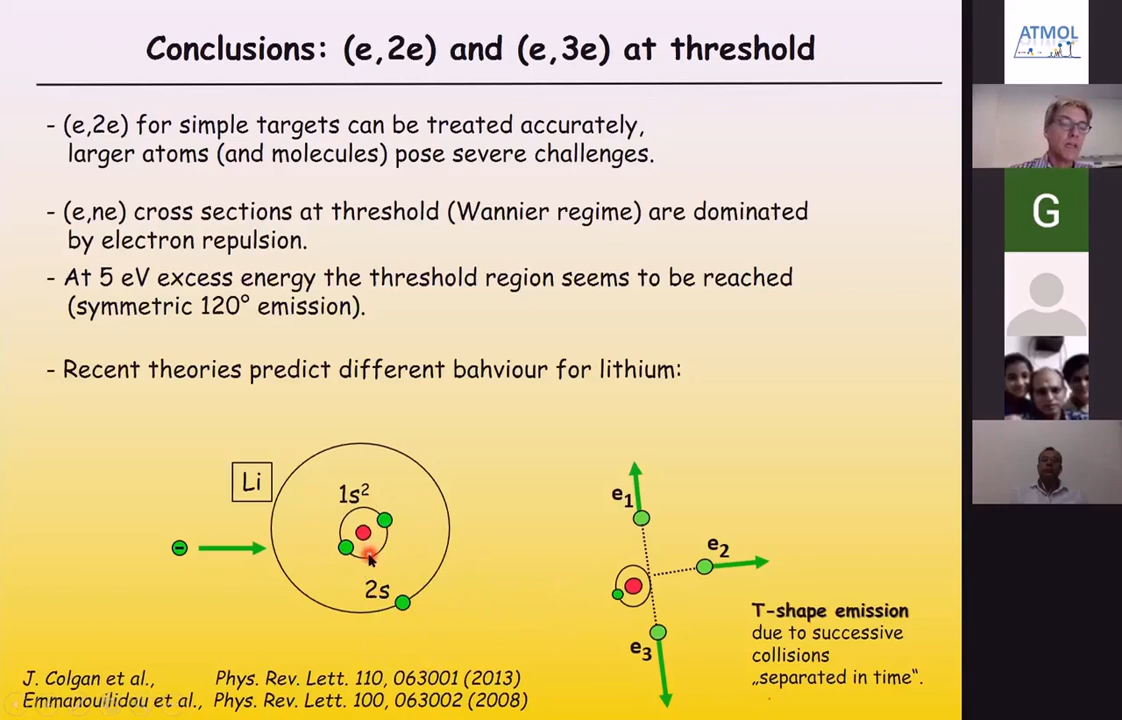 Conclusions: (e,2e) and (e,3e) at threshold
- (e,2e) for simple targets can be treated accurately,
larger atoms (and molecules) pose severe challenges.
- (e,ne) cross sections at threshold (Wannier regime) are dominated
by electron repulsion.
- At 5 eV excess energy the threshold region seems to be reached
(symmetric 120° emission).
- Recent theories predict different bahviour for lithium:
Li
1s²
2s
e₁
e₂
e₃
T-shape emission
due to successive
collisions
„separated in time“.
J. Colgan et al., Phys. Rev. Lett. 110, 063001 (2013)
Emmanouilidou et al., Phys. Rev. Lett. 100, 063002 (2008)
ATMOL
G